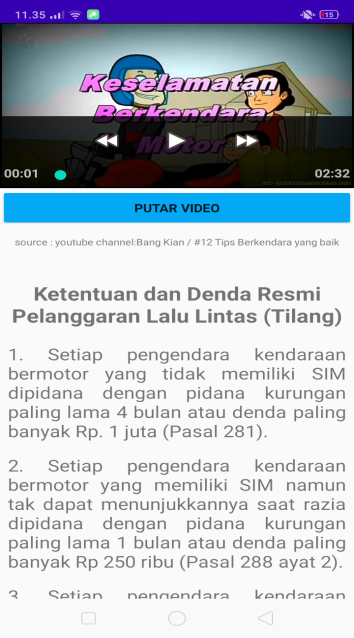 11.35
15
Keselamatan
Berkendara
Motor
00:01
02:32
PUTAR VIDEO
source : youtube channel:Bang Kian / #12 Tips Berkendara yang baik
Ketentuan dan Denda Resmi
Pelanggaran Lalu Lintas (Tilang)
1. Setiap pengendara kendaraan
bermotor yang tidak memiliki SIM
dipidana dengan pidana kurungan
paling lama 4 bulan atau denda paling
banyak Rp. 1 juta (Pasal 281).
2. Setiap pengendara kendaraan
bermotor yang memiliki SIM namun
tak dapat menunjukkannya saat razia
dipidana dengan pidana kurungan
paling lama 1 bulan atau denda paling
banyak Rp 250 ribu (Pasal 288 ayat 2).
3. Setiap pengendara kendaraan